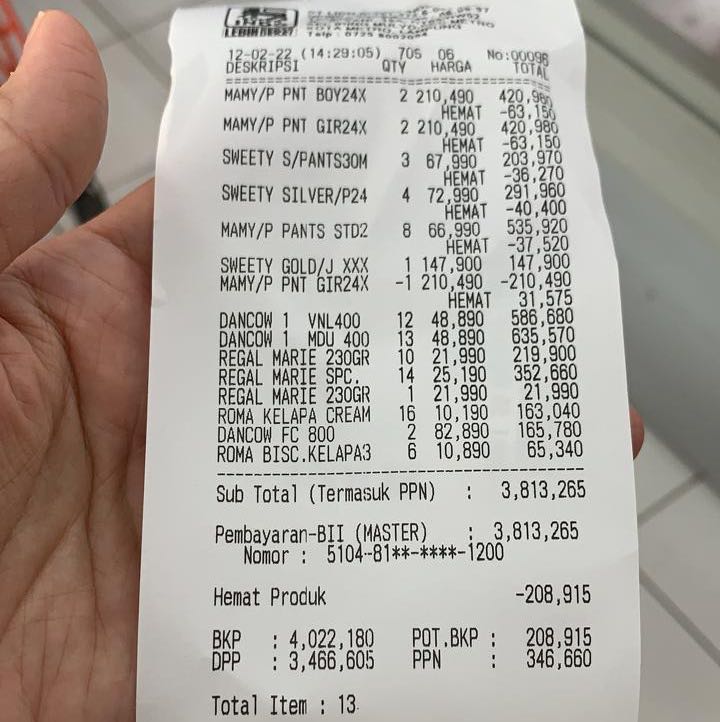 LEBIH BERAT
12-02-22 (14:29:05) 705 06 No:00096
DESKRIPSI QTY HARGA TOTAL
MAMY/P PNT BOY24X 2 210,490 420,980
HEMAT -63,150
MAMY/P PNT GIR24X 2 210,490 420,980
HEMAT -63,150
SWEETY S/PANTS30M 3 67,990 203,970
HEMAT -36,270
SWEETY SILVER/P24 4 72,990 291,960
HEMAT -40,400
MAMY/P PANTS STD2 8 66,990 535,920
HEMAT -37,520
SWEETY GOLD/J XXX 1 147,900 147,900
MAMY/P PNT GIR24X -1 210,490 -210,490
HEMAT 31,575
DANCOW 1 VNL400 12 48,890 586,680
DANCOW 1 MDU 400 13 48,890 635,570
REGAL MARIE 230GR 10 21,990 219,900
REGAL MARIE SPC. 14 25,190 352,660
REGAL MARIE 230GR 1 21,990 21,990
ROMA KELAPA CREAM 16 10,190 163,040
DANCOW FC 800 2 82,890 165,780
ROMA BISC.KELAPA3 6 10,890 65,340
Sub Total (Termasuk PPN) : 3,813,265
Pembayaran-BII (MASTER) : 3,813,265
Nomor : 5104-81**-****-1200
Hemat Produk -208,915
BKP : 4,022,180 POT.BKP : 208,915
DPP : 3,466,605 PPN : 346,660
Total Item : 13